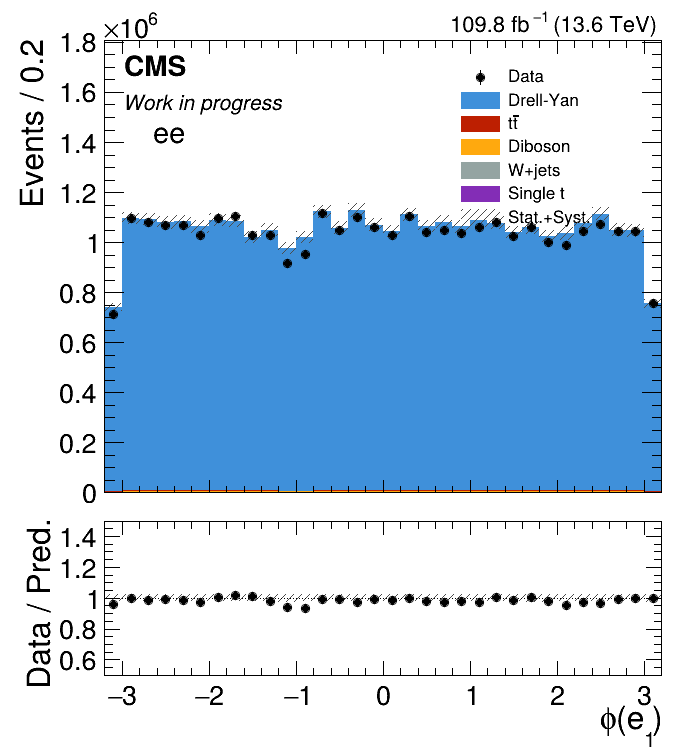 ×10⁶
109.8 fb⁻¹ (13.6 TeV)
Events / 0.2
1.8
1.6
1.4
1.2
1
0.8
0.6
0.4
0.2
0
CMS
Work in progress
ee
Data
Drell-Yan
tt̄
Diboson
W+jets
Single t
Stat.+Syst.
Data / Pred.
1.4
1.2
1
0.8
0.6
−3 −2 −1 0 1 2 3
ϕ(e₁)